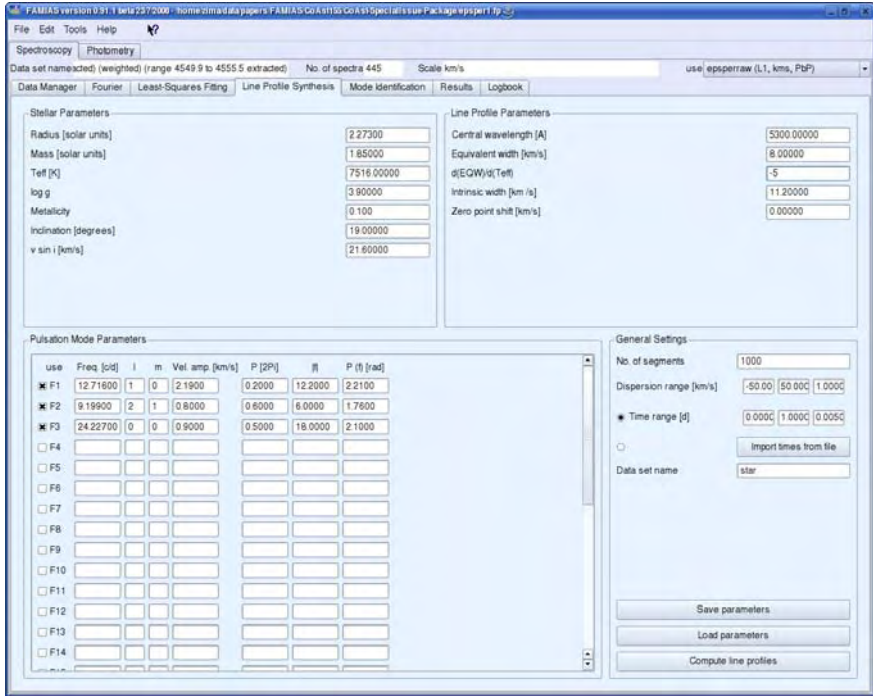 FAMIAS version 0.91.1 beta 23.7.2008 - /home/zima/data/papers/FAMIAS/CoAst155/CoAst-SpecialIssue-Package/epsper1.fp
File Edit Tools Help
Spectroscopy Photometry
Data set name acted) (weighted) (range 4549.9 to 4555.5 extracted) No. of spectra 445 Scale km/s use epsperraw (L1, kms, PbP)
Data Manager Fourier Least-Squares Fitting Line Profile Synthesis Mode Identification Results Logbook
Stellar Parameters
Radius [solar units] 2.27300
Mass [solar units] 1.85000
Teff [K] 7516.00000
log g 3.90000
Metallicity 0.100
Inclination [degrees] 19.00000
v sin i [km/s] 21.60000
Line Profile Parameters
Central wavelength [A] 5300.00000
Equivalent width [km/s] 8.00000
d(EQW)/d(Teff) -5
Intrinsic width [km /s] 11.20000
Zero point shift [km/s] 0.00000
Pulsation Mode Parameters
use Freq. [c/d] l m Vel. amp. [km/s] P [2Pi] |f| P (f) [rad]
F1 12.71600 1 0 2.1900 0.2000 12.2000 2.2100
F2 9.19900 2 1 0.8000 0.6000 6.0000 1.7600
F3 24.22700 0 0 0.9000 0.5000 18.0000 2.1000
F4
F5
F6
F7
F8
F9
F10
F11
F12
F13
F14
General Settings
No. of segments 1000
Dispersion range [km/s] -50.00 50.000 1.0000
Time range [d] 0.0000 1.0000 0.0050
Import times from file
Data set name star
Save parameters
Load parameters
Compute line profiles